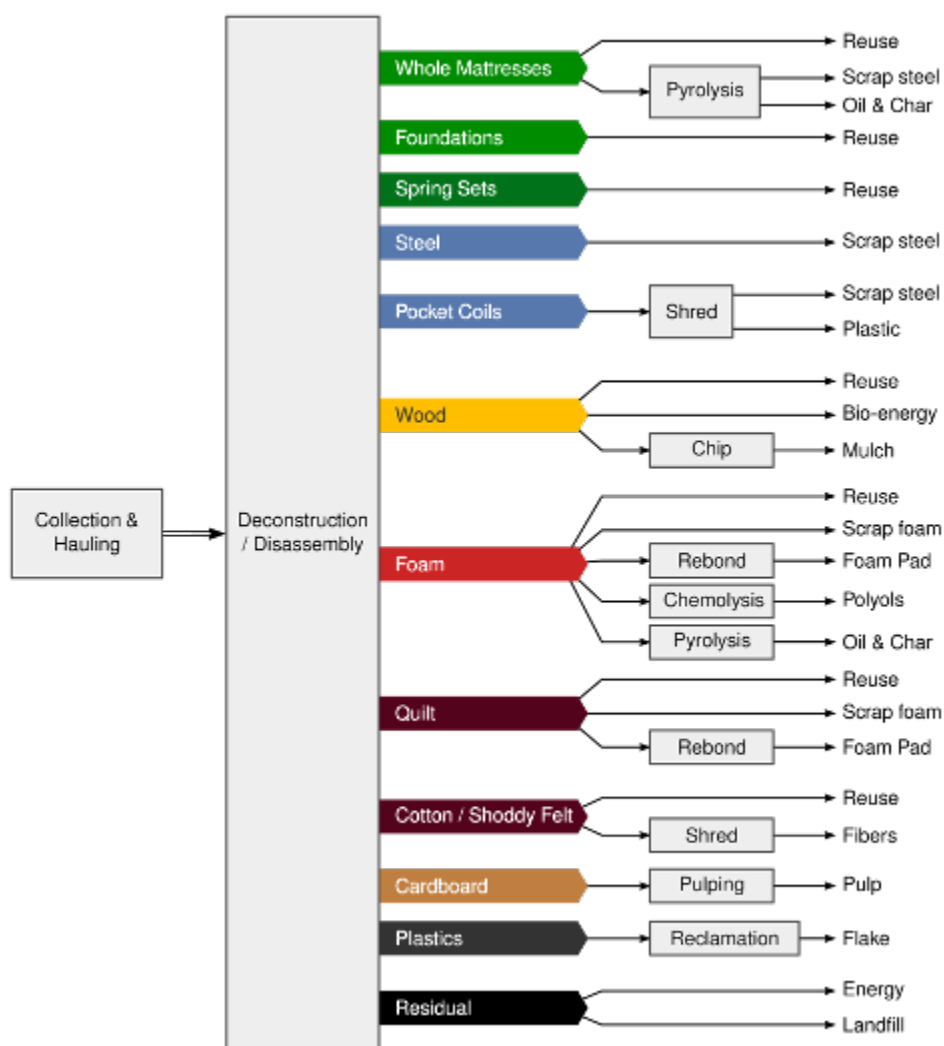 Collection &
Hauling
Deconstruction
/ Disassembly
Whole Mattresses
Reuse
Pyrolysis
Scrap steel
Oil & Char
Foundations
Reuse
Spring Sets
Reuse
Steel
Scrap steel
Pocket Coils
Shred
Scrap steel
Plastic
Wood
Reuse
Bio-energy
Chip
Mulch
Foam
Reuse
Scrap foam
Rebond
Foam Pad
Chemolysis
Polyols
Pyrolysis
Oil & Char
Quilt
Reuse
Scrap foam
Rebond
Foam Pad
Cotton / Shoddy Felt
Reuse
Shred
Fibers
Cardboard
Pulping
Pulp
Plastics
Reclamation
Flake
Residual
Energy
Landfill